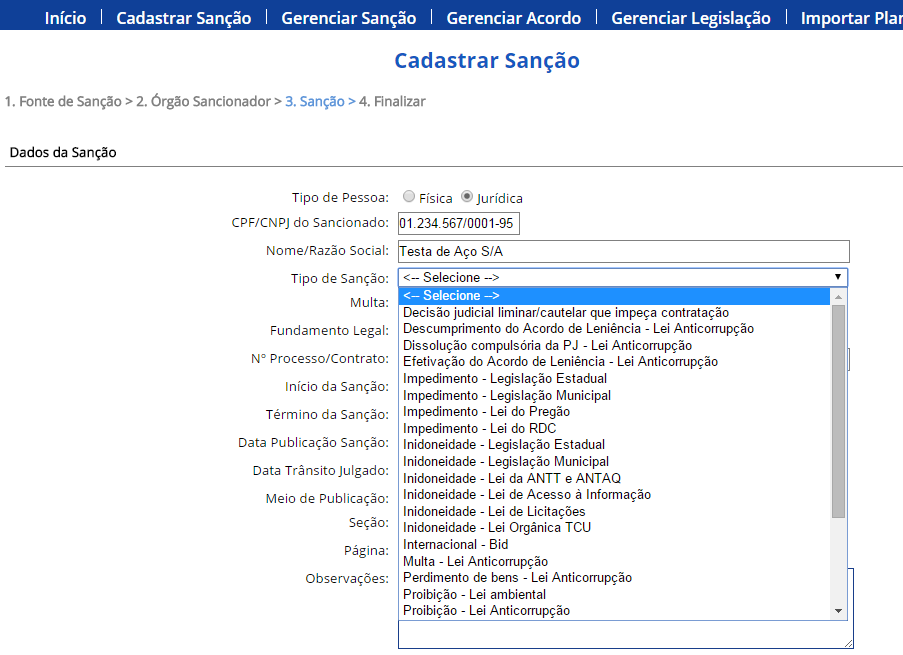 Início | Cadastrar Sanção | Gerenciar Sanção | Gerenciar Acordo | Gerenciar Legislação | Importar Plan
Cadastrar Sanção
1. Fonte de Sanção > 2. Órgão Sancionador > 3. Sanção > 4. Finalizar
Dados da Sanção
Tipo de Pessoa: Física Jurídica
CPF/CNPJ do Sancionado: 01.234.567/0001-95
Nome/Razão Social: Testa de Aço S/A
Tipo de Sanção: <-- Selecione -->
Multa:
Fundamento Legal:
Nº Processo/Contrato:
Início da Sanção:
Término da Sanção:
Data Publicação Sanção:
Data Trânsito Julgado:
Meio de Publicação:
Seção:
Página:
Observações:
<-- Selecione -->
Decisão judicial liminar/cautelar que impeça contratação
Descumprimento do Acordo de Leniência - Lei Anticorrupção
Dissolução compulsória da PJ - Lei Anticorrupção
Efetivação do Acordo de Leniência - Lei Anticorrupção
Impedimento - Legislação Estadual
Impedimento - Legislação Municipal
Impedimento - Lei do Pregão
Impedimento - Lei do RDC
Inidoneidade - Legislação Estadual
Inidoneidade - Legislação Municipal
Inidoneidade - Lei da ANTT e ANTAQ
Inidoneidade - Lei de Acesso à Informação
Inidoneidade - Lei de Licitações
Inidoneidade - Lei Orgânica TCU
Internacional - Bid
Multa - Lei Anticorrupção
Perdimento de bens - Lei Anticorrupção
Proibição - Lei ambiental
Proibição - Lei Anticorrupção